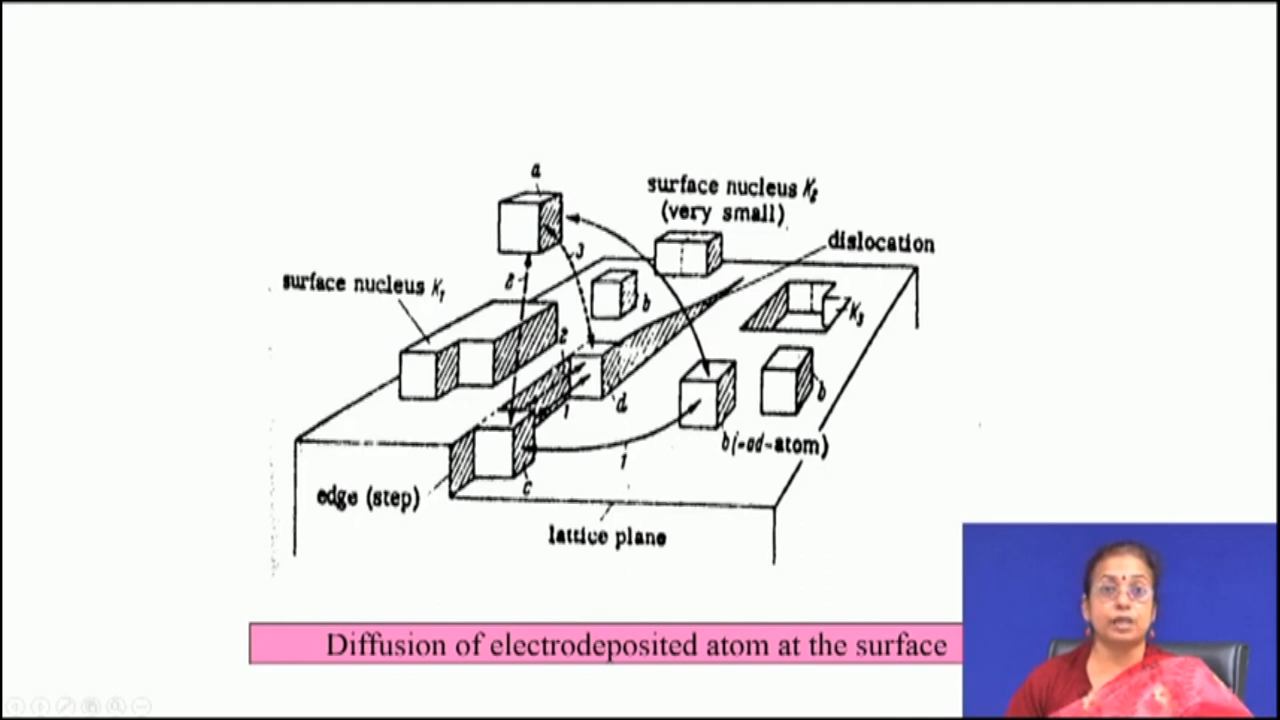 a
surface nucleus K₂
(very small)
dislocation
3
surface nucleus K₁
2
b
K₃
2
1
d
b
b(=ad-atom)
1
edge (step)
c
lattice plane
Diffusion of electrodeposited atom at the surface